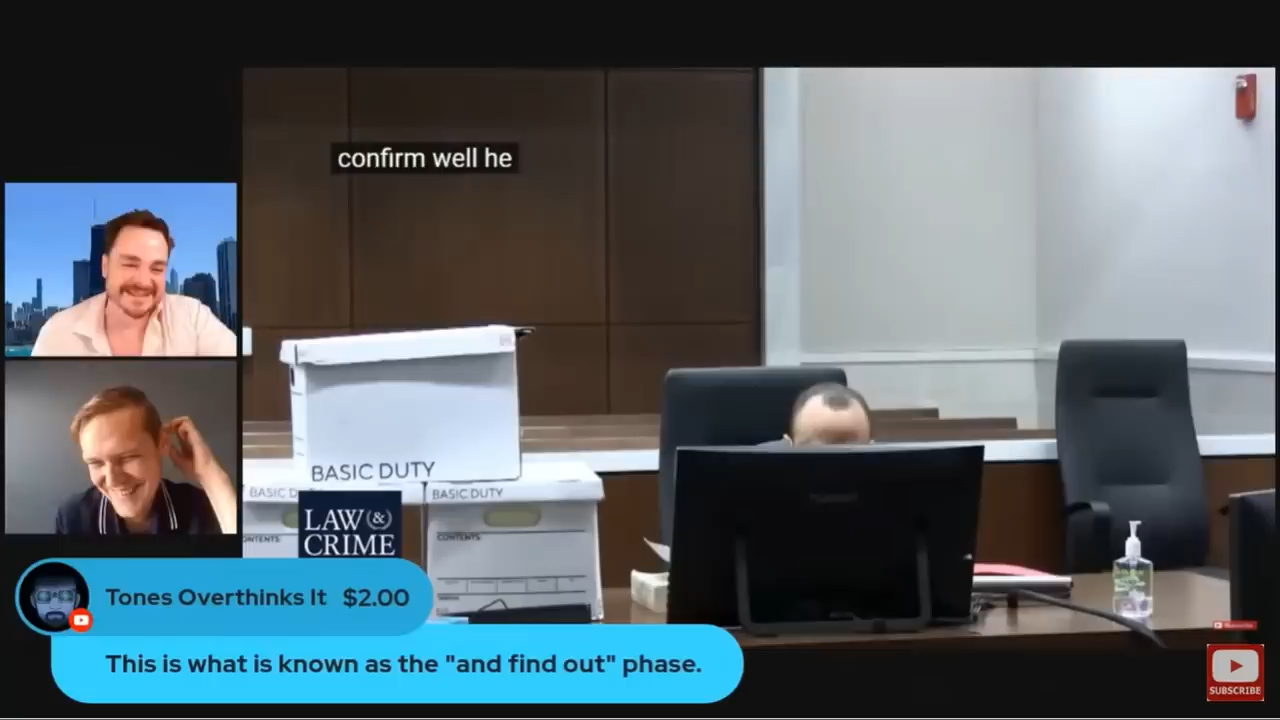 confirm well he
BASIC DUTY
BASIC D
BASIC DUTY
CONTENTS:
LAW & CRIME
Tones Overthinks It $2.00
This is what is known as the "and find out" phase.
SUBSCRIBE